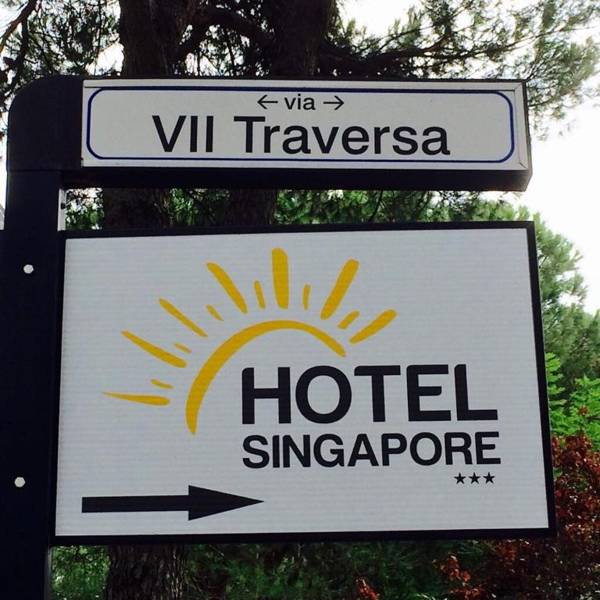 ← via →
VII Traversa
HOTEL
SINGAPORE
★★★